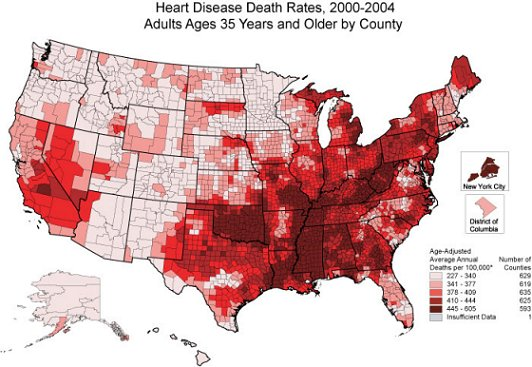 Heart Disease Death Rates, 2000-2004
Adults Ages 35 Years and Older by County
New York City
District of
Columbia
Age-Adjusted
Average Annual
Deaths per 100,000*
Number of
Counties
227 - 340 629
341 - 377 619
378 - 409 635
410 - 444 625
445 - 605 593
Insufficient Data 1